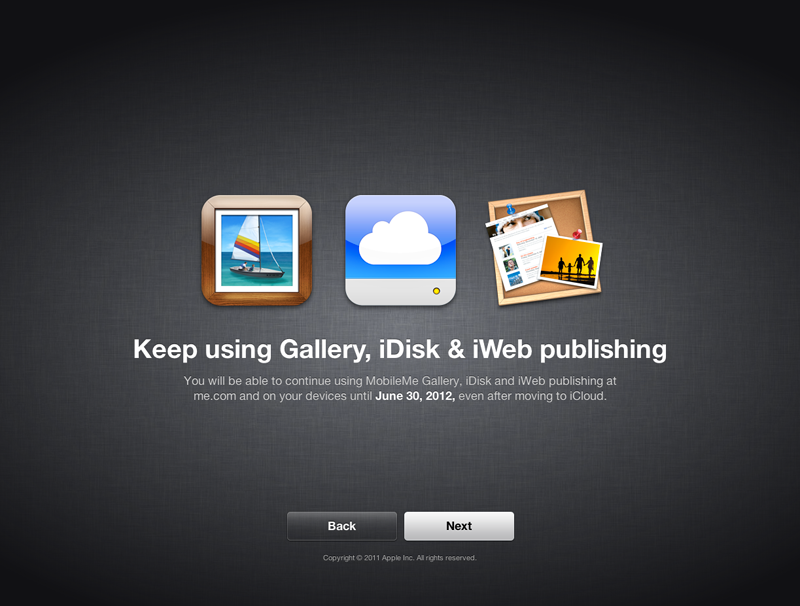 Keep using Gallery, iDisk & iWeb publishing
You will be able to continue using MobileMe Gallery, iDisk and iWeb publishing at
me.com and on your devices until June 30, 2012, even after moving to iCloud.
Back
Next
Copyright © 2011 Apple Inc. All rights reserved.